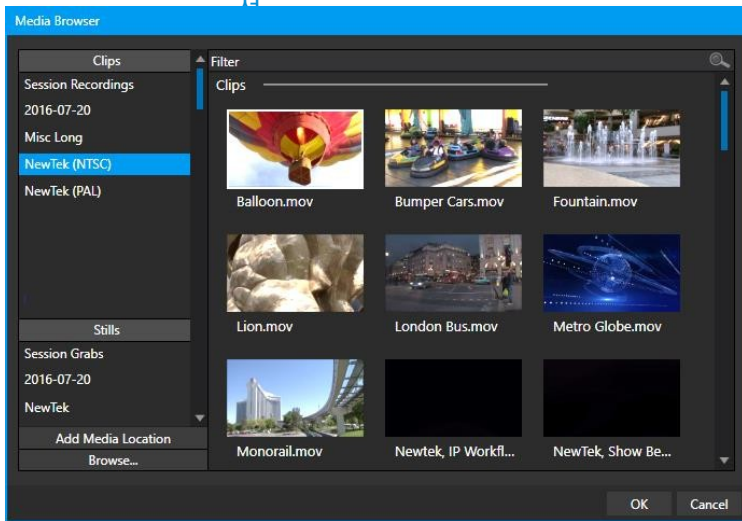 Media Browser
Clips
Session Recordings
2016-07-20
Misc Long
NewTek (NTSC)
NewTek (PAL)
Stills
Session Grabs
2016-07-20
NewTek
Add Media Location
Browse...
Filter
Clips
Balloon.mov
Bumper Cars.mov
Fountain.mov
Lion.mov
London Bus.mov
Metro Globe.mov
Monorail.mov
Newtek, IP Workfl...
NewTek, Show Be...
OK
Cancel